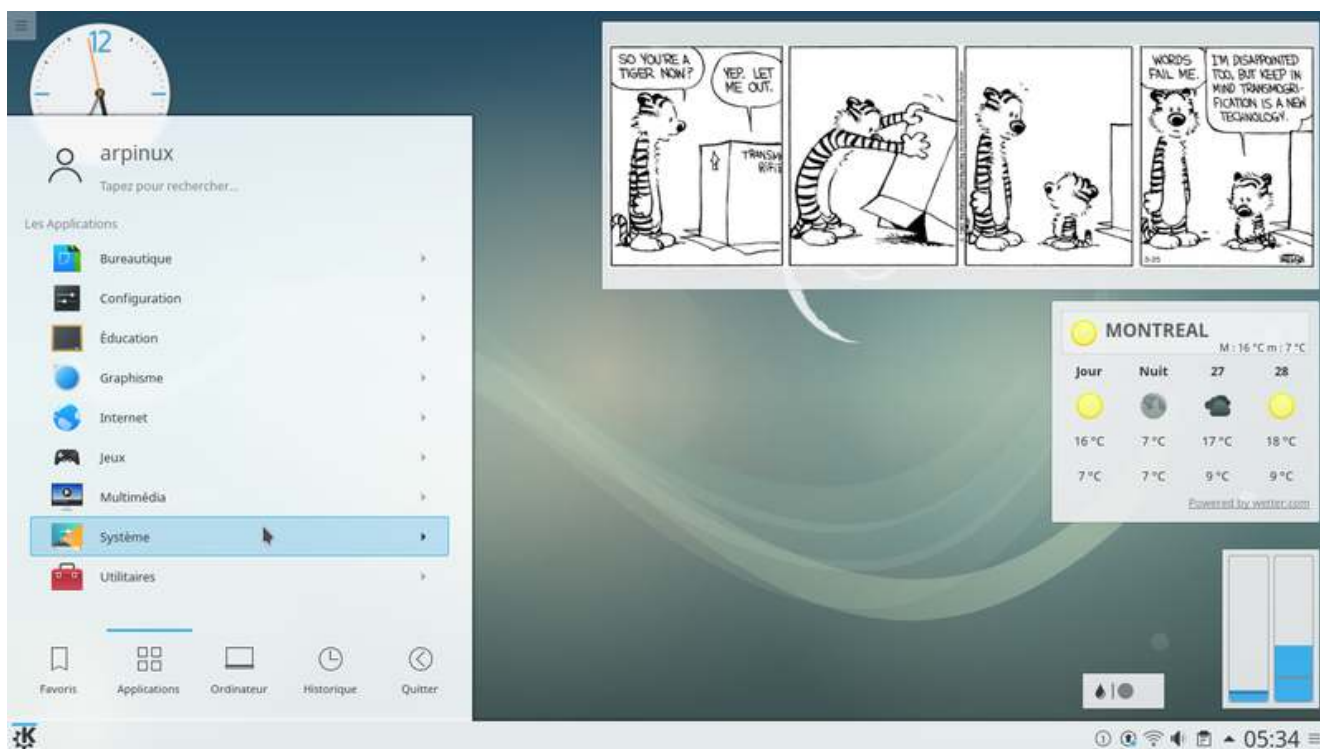 12
arpinux
Tapez pour rechercher...
Les Applications
Bureautique
Configuration
Éducation
Graphisme
Internet
Jeux
Multimédia
Système
Utilitaires
Favoris
Applications
Ordinateur
Historique
Quitter
SO YOU'RE A
TIGER NOW?
YEP. LET
ME OUT.
TRANSM
WORDS
FAIL ME.
I'M DISAPPOINTED
TOO, BUT KEEP IN
MIND TRANSMOGRI-
FICATION IS A NEW
TECHNOLOGY.
3-25
MONTREAL
M : 16 °C m : 7 °C
Jour Nuit 27 28
16 °C 7 °C 17 °C 18 °C
7 °C 7 °C 9 °C 9 °C
Powered by wetter.com
K
05:34